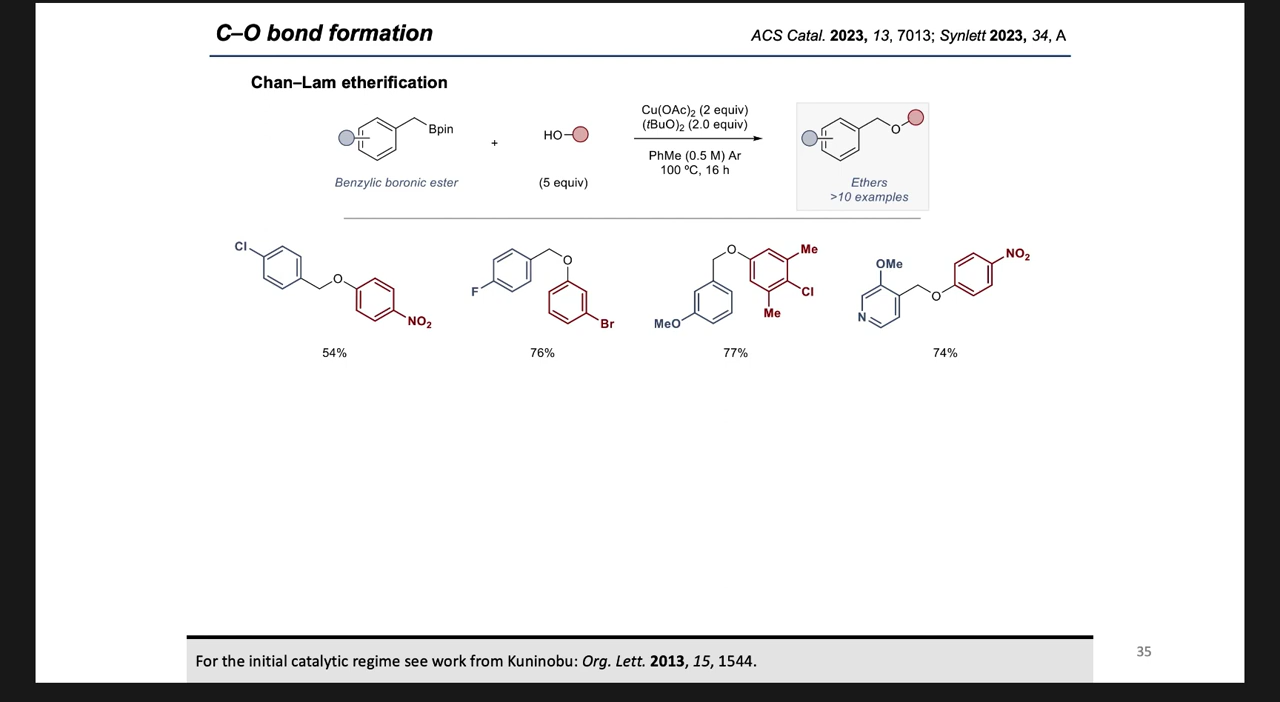 C–O bond formation
ACS Catal. 2023, 13, 7013; Synlett 2023, 34, A
Chan–Lam etherification
Bpin
+
HO
Cu(OAc)2 (2 equiv)
(tBuO)2 (2.0 equiv)
PhMe (0.5 M) Ar
100 ºC, 16 h
O
Benzylic boronic ester
(5 equiv)
Ethers
>10 examples
Cl
O
NO2
54%
F
O
Br
76%
MeO
O
Me
Cl
Me
77%
OMe
N
O
NO2
74%
For the initial catalytic regime see work from Kuninobu: Org. Lett. 2013, 15, 1544.
35